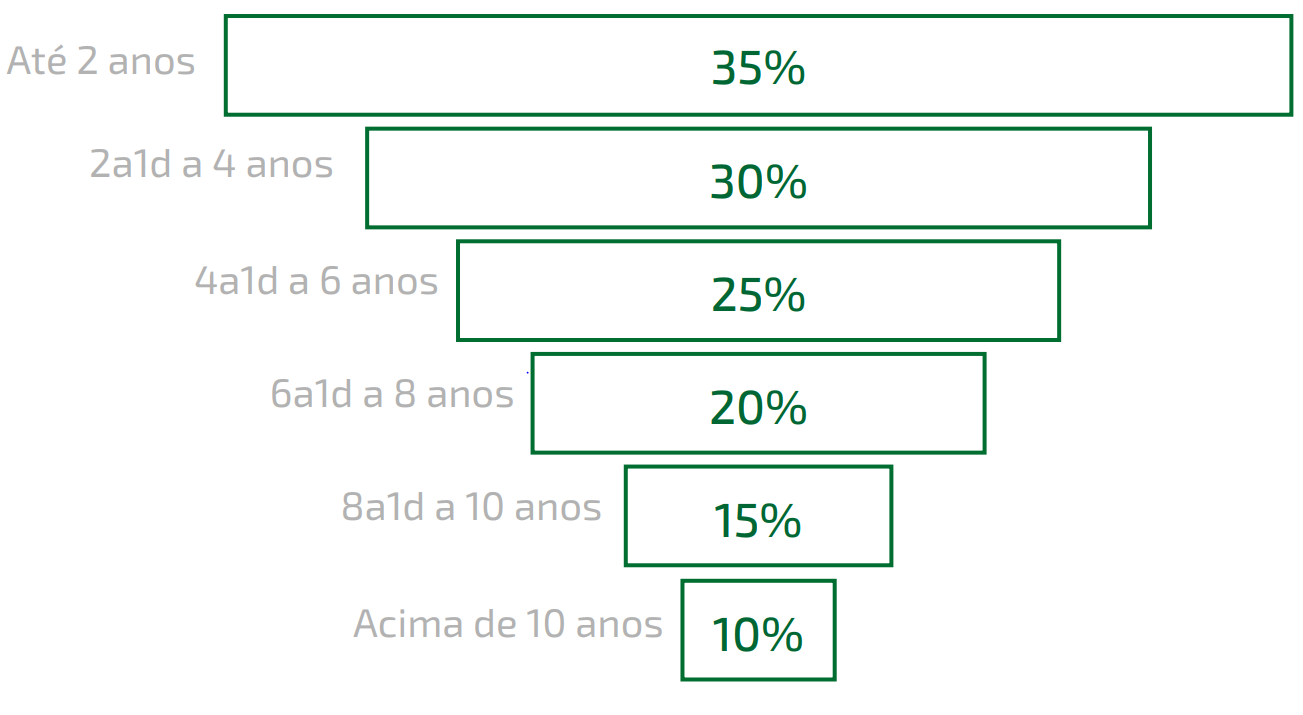 Até 2 anos 35%
2a1d a 4 anos 30%
4a1d a 6 anos 25%
6a1d a 8 anos 20%
8a1d a 10 anos 15%
Acima de 10 anos 10%